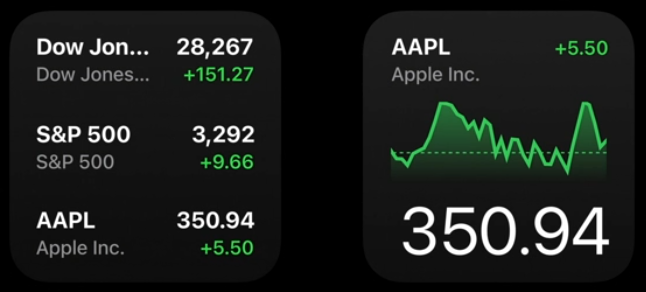 Dow Jon... 28,267
Dow Jones... +151.27
S&P 500 3,292
S&P 500 +9.66
AAPL 350.94
Apple Inc. +5.50
AAPL +5.50
Apple Inc.
350.94